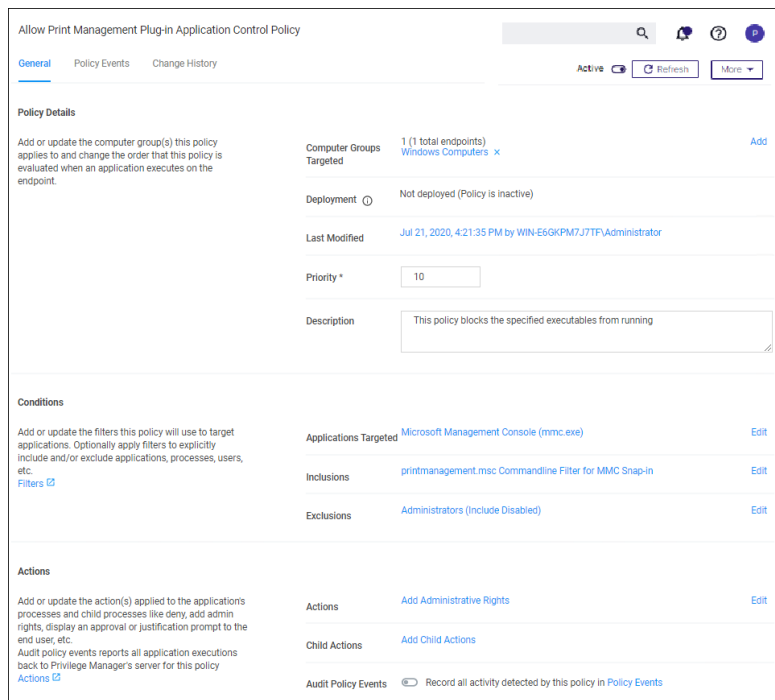 Allow Print Management Plug-in Application Control Policy
P
General Policy Events Change History
Active Refresh More
Policy Details
Add or update the computer group(s) this policy
applies to and change the order that this policy is
evaluated when an application executes on the
endpoint.
Computer Groups
Targeted
1 (1 total endpoints)
Windows Computers ×
Add
Deployment
Not deployed (Policy is inactive)
Last Modified
Jul 21, 2020, 4:21:35 PM by WIN-E6GKPM7J7TF\Administrator
Priority *
10
Description
This policy blocks the specified executables from running
Conditions
Add or update the filters this policy will use to target
applications. Optionally apply filters to explicitly
include and/or exclude applications, processes, users,
etc.
Filters
Applications Targeted Microsoft Management Console (mmc.exe) Edit
Inclusions printmanagement.msc Commandline Filter for MMC Snap-in Edit
Exclusions Administrators (Include Disabled) Edit
Actions
Add or update the action(s) applied to the application's
processes and child processes like deny, add admin
rights, display an approval or justification prompt to the
end user, etc.
Audit policy events reports all application executions
back to Privilege Manager's server for this policy
Actions
Actions Add Administrative Rights Edit
Child Actions Add Child Actions
Audit Policy Events Record all activity detected by this policy in Policy Events